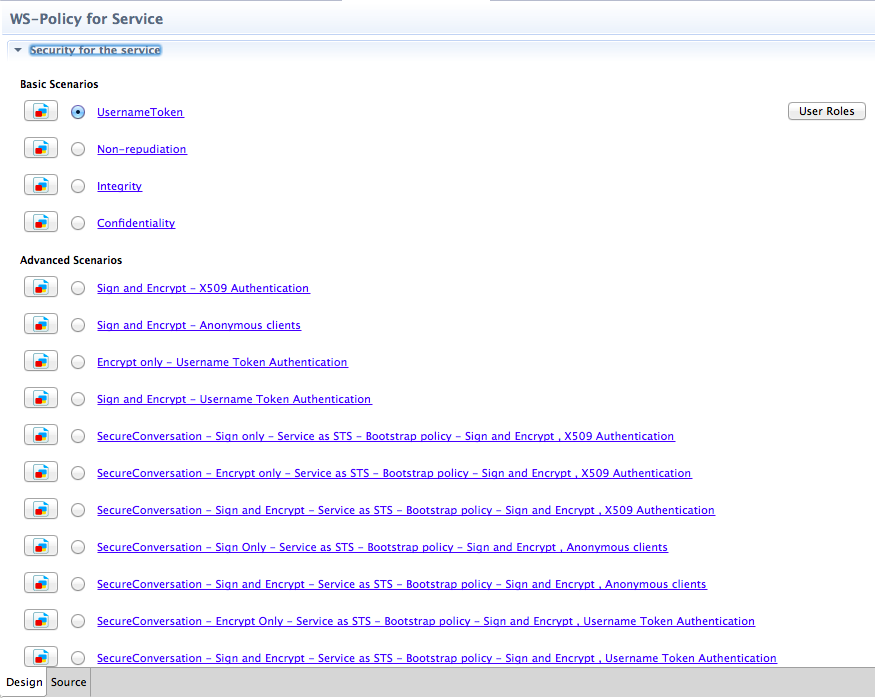 WS-Policy for Service
Security for the service
Basic Scenarios
UsernameToken
User Roles
Non-repudiation
Integrity
Confidentiality
Advanced Scenarios
Sign and Encrypt - X509 Authentication
Sign and Encrypt - Anonymous clients
Encrypt only - Username Token Authentication
Sign and Encrypt - Username Token Authentication
SecureConversation - Sign only - Service as STS - Bootstrap policy - Sign and Encrypt , X509 Authentication
SecureConversation - Encrypt only - Service as STS - Bootstrap policy - Sign and Encrypt , X509 Authentication
SecureConversation - Sign and Encrypt - Service as STS - Bootstrap policy - Sign and Encrypt , X509 Authentication
SecureConversation - Sign Only - Service as STS - Bootstrap policy - Sign and Encrypt , Anonymous clients
SecureConversation - Sign and Encrypt - Service as STS - Bootstrap policy - Sign and Encrypt , Anonymous clients
SecureConversation - Encrypt Only - Service as STS - Bootstrap policy - Sign and Encrypt , Username Token Authentication
SecureConversation - Sign and Encrypt - Service as STS - Bootstrap policy - Sign and Encrypt , Username Token Authentication
Design Source